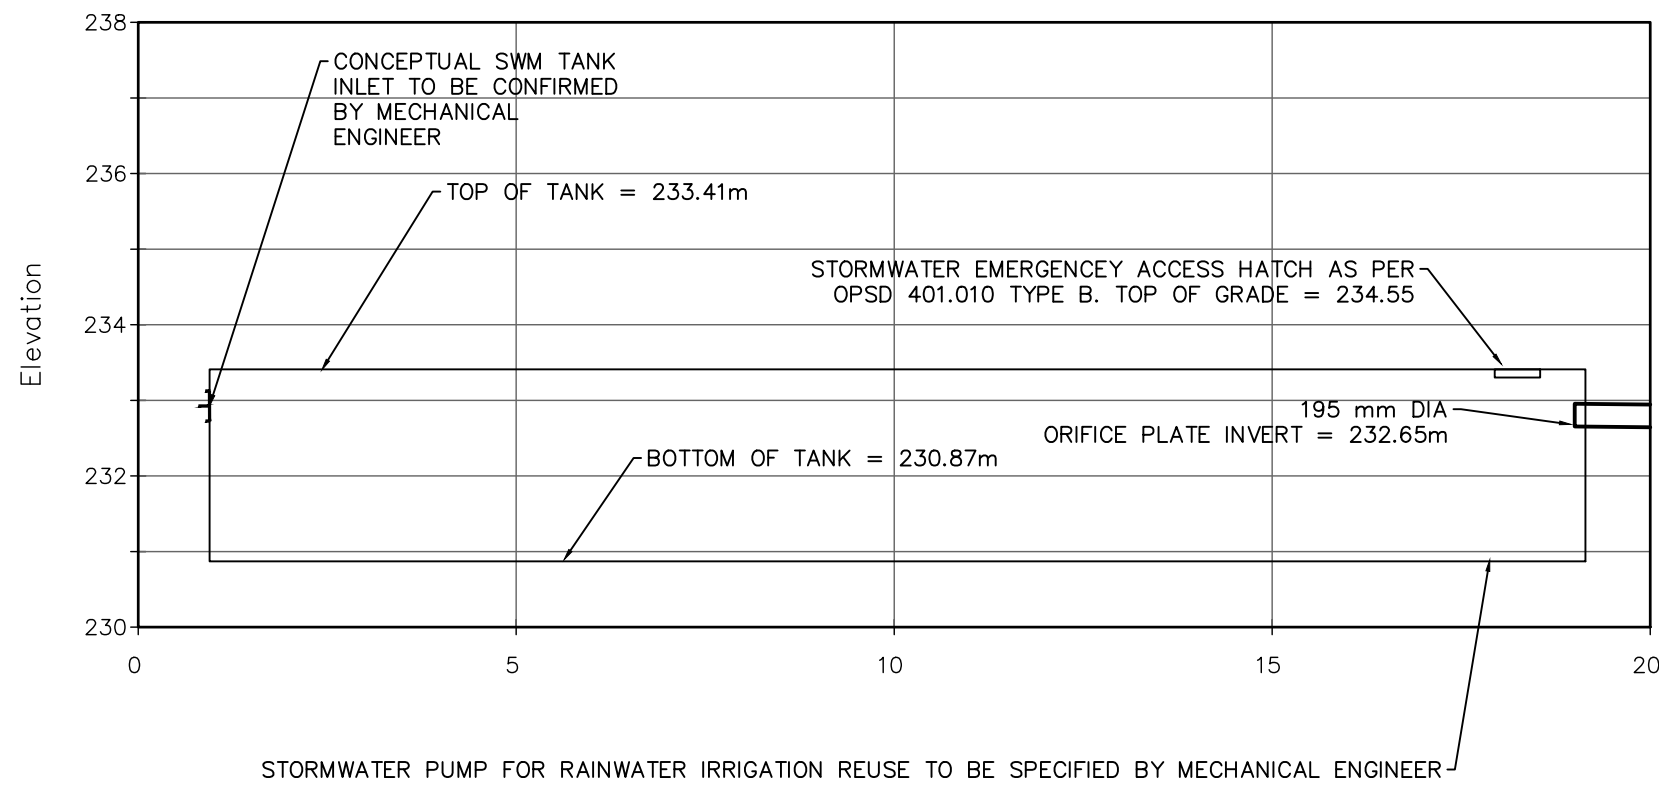 238
CONCEPTUAL SWM TANK
INLET TO BE CONFIRMED
BY MECHANICAL
ENGINEER
236
TOP OF TANK = 233.41m
Elevation
STORMWATER EMERGENCEY ACCESS HATCH AS PER
OPSD 401.010 TYPE B. TOP OF GRADE = 234.55
234
195 mm DIA
ORIFICE PLATE INVERT = 232.65m
BOTTOM OF TANK = 230.87m
232
230
0 5 10 15 20
STORMWATER PUMP FOR RAINWATER IRRIGATION REUSE TO BE SPECIFIED BY MECHANICAL ENGINEER